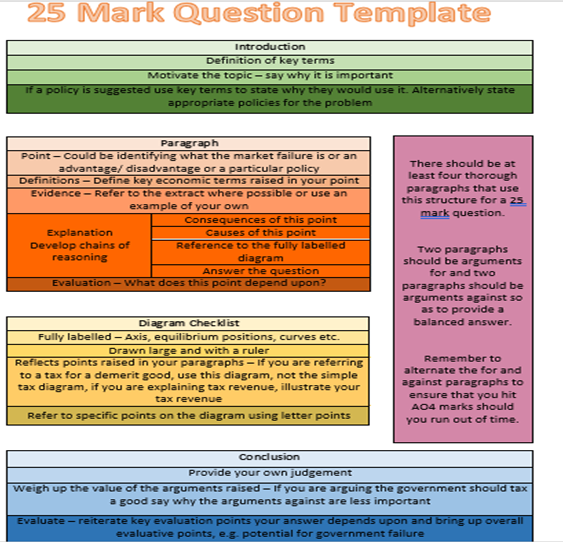 25 Mark Question Template
Introduction
Definition of key terms
Motivate the topic – say why it is important
If a policy is suggested use key terms to state why they would use it. Alternatively state
appropriate policies for the problem
Paragraph
Point – Could be identifying what the market failure is or an
advantage/ disadvantage or a particular policy
Definitions – Define key economic terms raised in your point
Evidence – Refer to the extract where possible or use an
example of your own
Explanation
Develop chains of
reasoning
Consequences of this point
Causes of this point
Reference to the fully labelled
diagram
Answer the question
Evaluation – What does this point depend upon?
There should be at
least four thorough
paragraphs that use
this structure for a 25
mark question.
Two paragraphs
should be arguments
for and two
paragraphs should be
arguments against so
as to provide a
balanced answer.
Remember to
alternate the for and
against paragraphs to
ensure that you hit
AO4 marks should
you run out of time.
Diagram Checklist
Fully labelled – Axis, equilibrium positions, curves etc.
Drawn large and with a ruler
Reflects points raised in your paragraphs – If you are referring
to a tax for a demerit good, use this diagram, not the simple
tax diagram, if you are explaining tax revenue, illustrate your
tax revenue
Refer to specific points on the diagram using letter points
Conclusion
Provide your own judgement
Weigh up the value of the arguments raised – If you are arguing the government should tax
a good say why the arguments against are less important
Evaluate – reiterate key evaluation points your answer depends upon and bring up overall
evaluative points, e.g. potential for government failure